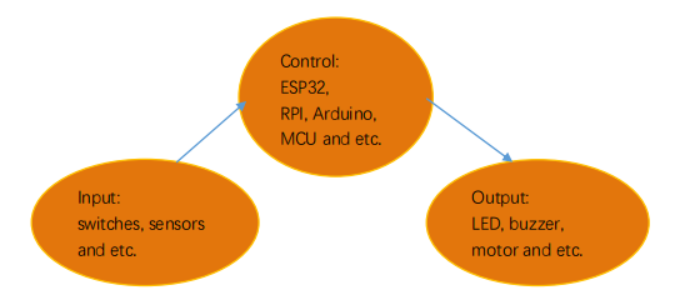 Control:
ESP32,
RPI, Arduino,
MCU and etc.
Input:
switches, sensors
and etc.
Output:
LED, buzzer,
motor and etc.